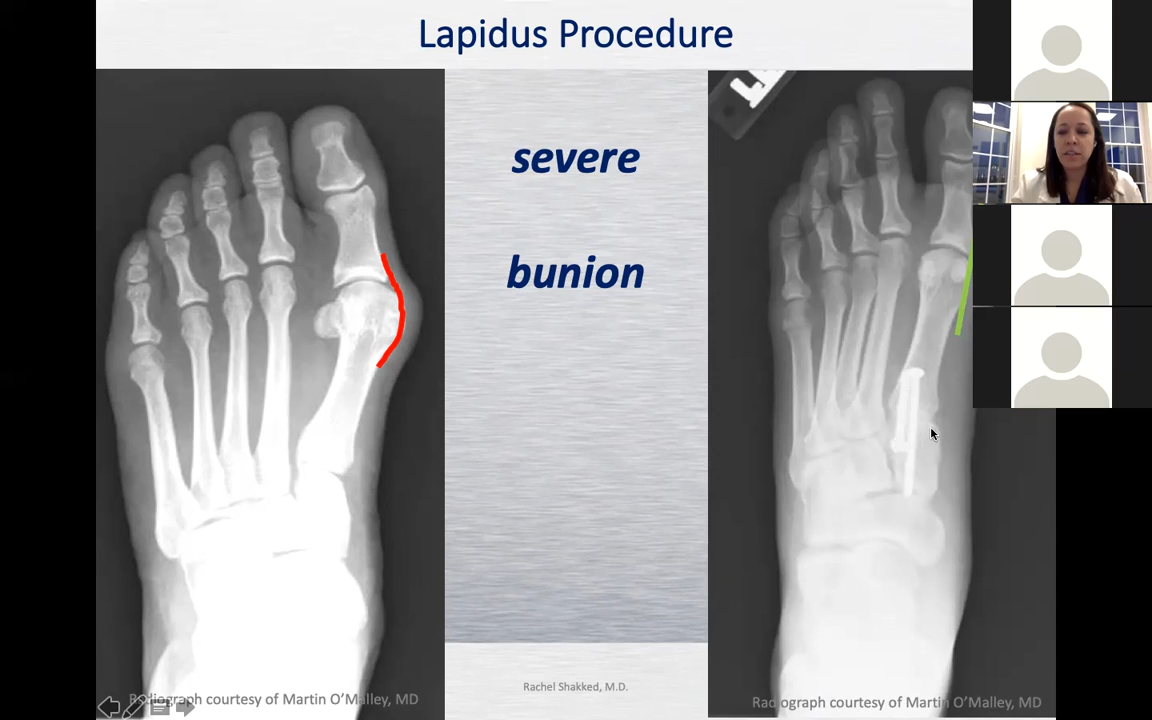 Lapidus Procedure
L
severe
bunion
Rachel Shakked, M.D.
Radiograph courtesy of Martin O'Malley, MD
Radiograph courtesy of Martin O'Malley, MD